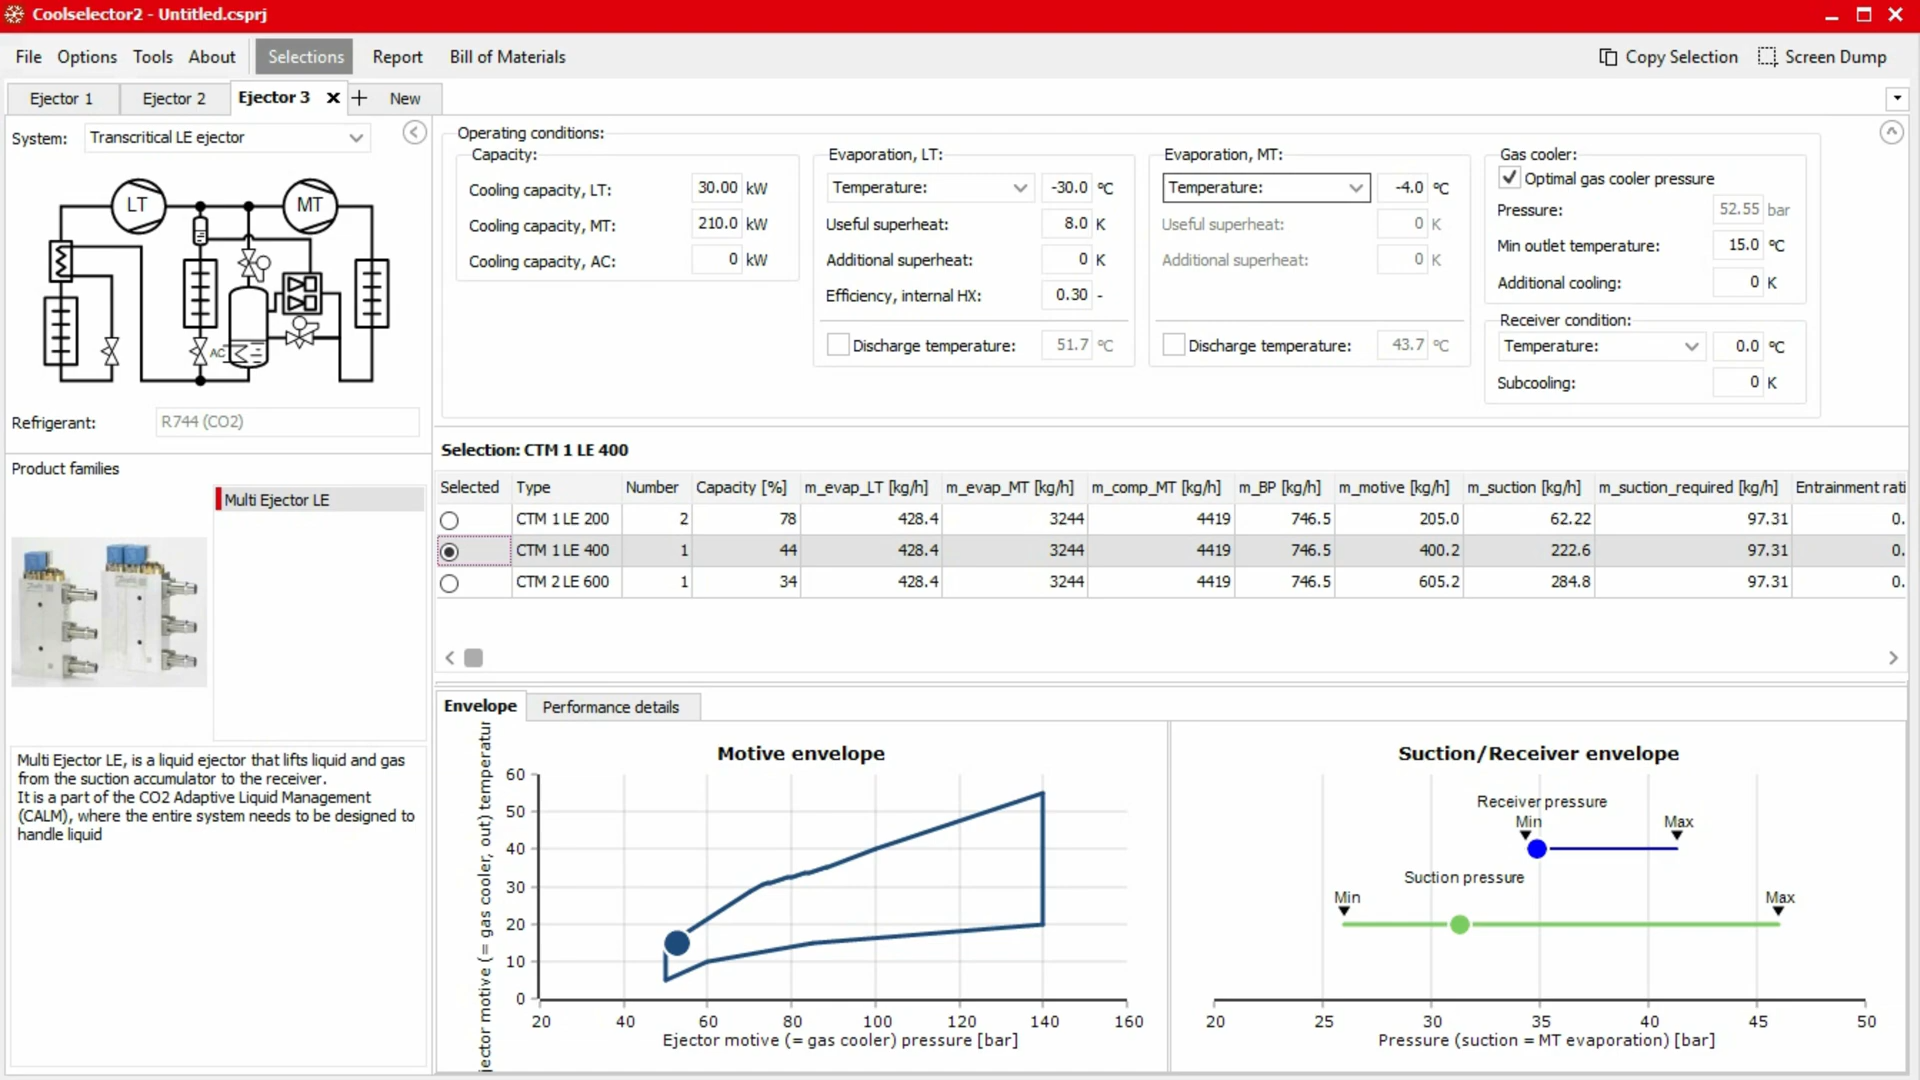 Coolselector2 - Untitled.csprj
File Options Tools About Selections Report Bill of Materials Copy Selection Screen Dump
Ejector 1 Ejector 2 Ejector 3 x + New
System: Transcritical LE ejector
LT MT
AC
Refrigerant: R744 (CO2)
Product families
Multi Ejector LE
Multi Ejector LE, is a liquid ejector that lifts liquid and gas
from the suction accumulator to the receiver.
It is a part of the CO2 Adaptive Liquid Management
(CALM), where the entire system needs to be designed to
handle liquid
Operating conditions:
Capacity:
Cooling capacity, LT: 30.00 kW
Cooling capacity, MT: 210.0 kW
Cooling capacity, AC: 0 kW
Evaporation, LT:
Temperature: -30.0 °C
Useful superheat: 8.0 K
Additional superheat: 0 K
Efficiency, internal HX: 0.30 -
Discharge temperature: 51.7 °C
Evaporation, MT:
Temperature: -4.0 °C
Useful superheat: 0 K
Additional superheat: 0 K
Discharge temperature: 43.7 °C
Gas cooler:
Optimal gas cooler pressure
Pressure: 52.55 bar
Min outlet temperature: 15.0 °C
Additional cooling: 0 K
Receiver condition:
Temperature: 0.0 °C
Subcooling: 0 K
Selection: CTM 1 LE 400
Selected Type Number Capacity [%] m_evap_LT [kg/h] m_evap_MT [kg/h] m_comp_MT [kg/h] m_BP [kg/h] m_motive [kg/h] m_suction [kg/h] m_suction_required [kg/h] Entrainment rati
CTM 1 LE 200 2 78 428.4 3244 4419 746.5 205.0 62.22 97.31 0.
CTM 1 LE 400 1 44 428.4 3244 4419 746.5 400.2 222.6 97.31 0.
CTM 2 LE 600 1 34 428.4 3244 4419 746.5 605.2 284.8 97.31 0.
Envelope Performance details
Motive envelope
jector motive (= gas cooler, out) temperatur
60
50
40
30
20
10
0
20 40 60 80 100 120 140 160
Ejector motive (= gas cooler) pressure [bar]
Suction/Receiver envelope
Receiver pressure
Min Max
Suction pressure
Min Max
20 25 30 35 40 45 50
Pressure (suction = MT evaporation) [bar]